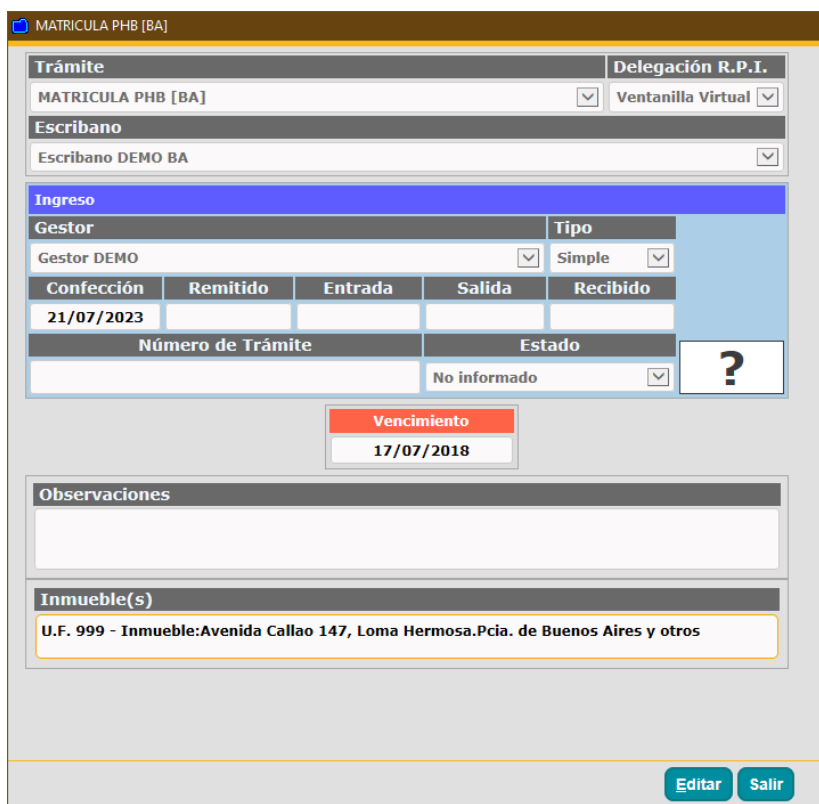 MATRICULA PHB [BA]
Trámite Delegación R.P.I.
MATRICULA PHB [BA] Ventanilla Virtual
Escribano
Escribano DEMO BA
Ingreso
Gestor Tipo
Gestor DEMO Simple
Confección Remitido Entrada Salida Recibido
21/07/2023
Número de Trámite Estado
No informado ?
Vencimiento
17/07/2018
Observaciones
Inmueble(s)
U.F. 999 - Inmueble:Avenida Callao 147, Loma Hermosa.Pcia. de Buenos Aires y otros
Editar Salir